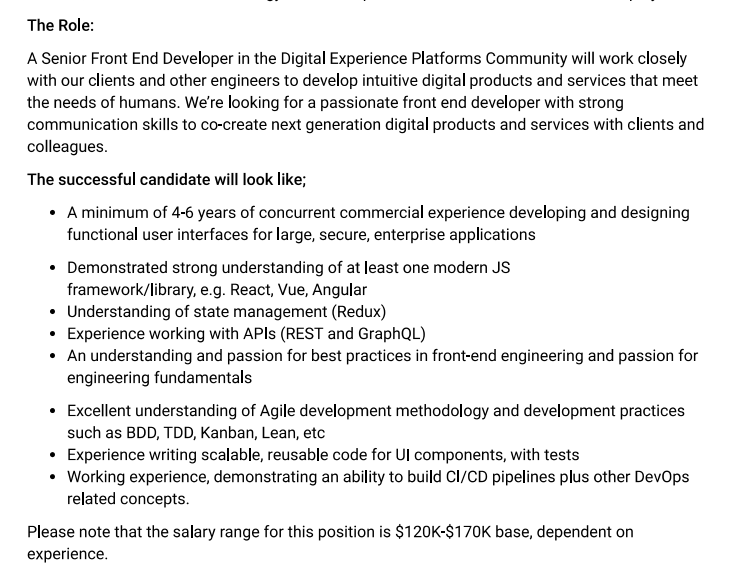 The Role:
A Senior Front End Developer in the Digital Experience Platforms Community will work closely
with our clients and other engineers to develop intuitive digital products and services that meet
the needs of humans. We're looking for a passionate front end developer with strong
communication skills to co-create next generation digital products and services with clients and
colleagues.
The successful candidate will look like;
• A minimum of 4-6 years of concurrent commercial experience developing and designing
functional user interfaces for large, secure, enterprise applications
• Demonstrated strong understanding of at least one modern JS
framework/library, e.g. React, Vue, Angular
• Understanding of state management (Redux)
• Experience working with APIs (REST and GraphQL)
• An understanding and passion for best practices in front-end engineering and passion for
engineering fundamentals
• Excellent understanding of Agile development methodology and development practices
such as BDD, TDD, Kanban, Lean, etc
• Experience writing scalable, reusable code for UI components, with tests
• Working experience, demonstrating an ability to build CI/CD pipelines plus other DevOps
related concepts.
Please note that the salary range for this position is $120K-$170K base, dependent on
experience.